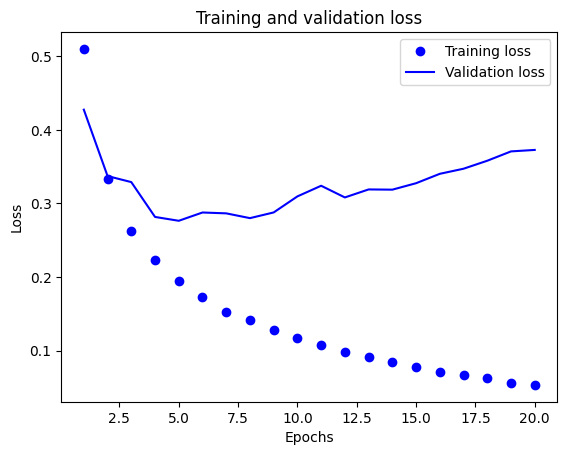 Training and validation loss
Training loss
Validation loss
0.5
0.4
0.3
0.2
0.1
Loss
2.5
5.0
7.5
10.0
12.5
15.0
17.5
20.0
Epochs